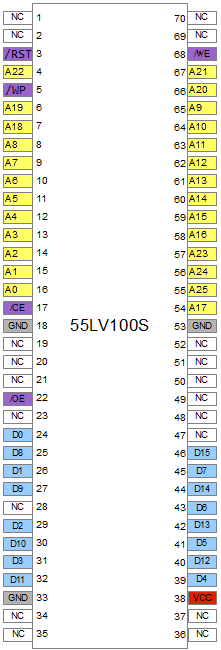 NC 1 70 NC
NC 2 69 NC
/RST 3 68 /WE
A22 4 67 A21
/WP 5 66 A20
A19 6 65 A9
A18 7 64 A10
A8 8 63 A11
A7 9 62 A12
A6 10 61 A13
A5 11 60 A14
A4 12 59 A15
A3 13 58 A16
A2 14 57 A23
A1 15 56 A24
A0 16 55 A25
/CE 17 54 A17
GND 18 55LV100S 53 GND
NC 19 52 NC
NC 20 51 NC
NC 21 50 NC
/OE 22 49 NC
NC 23 48 NC
D0 24 47 NC
D8 25 46 D15
D1 26 45 D7
D9 27 44 D14
NC 28 43 D6
D2 29 42 D13
D10 30 41 D5
D3 31 40 D12
D11 32 39 D4
GND 33 38 VCC
NC 34 37 NC
NC 35 36 NC